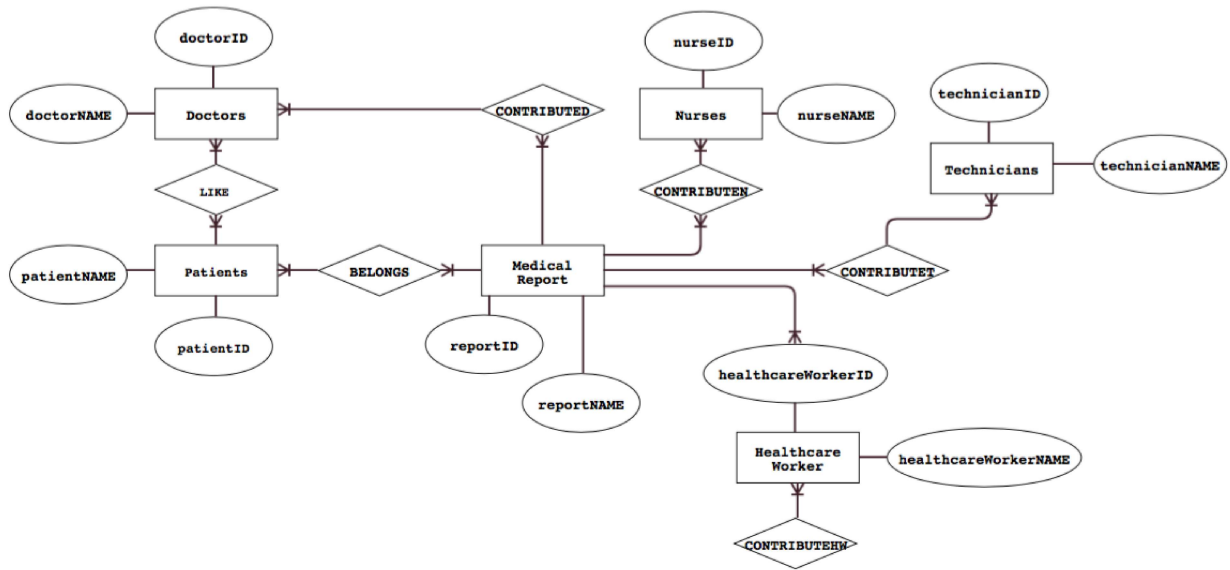 doctorID
nurseID
technicianID
doctorNAME
Doctors
CONTRIBUTED
Nurses
nurseNAME
Technicians
technicianNAME
LIKE
CONTRIBUTEN
patientNAME
Patients
BELONGS
Medical
Report
CONTRIBUTET
patientID
reportID
healthcareWorkerID
reportNAME
Healthcare
Worker
healthcareWorkerNAME
CONTRIBUTEHW